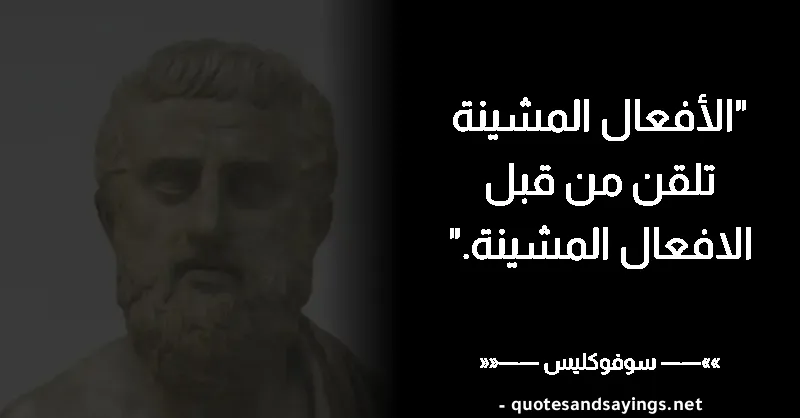 "الأفعال المشينة
تلقن من قبل
الافعال المشينة."
»»—— سوفوكليس ——««
- quotesandsayings.net